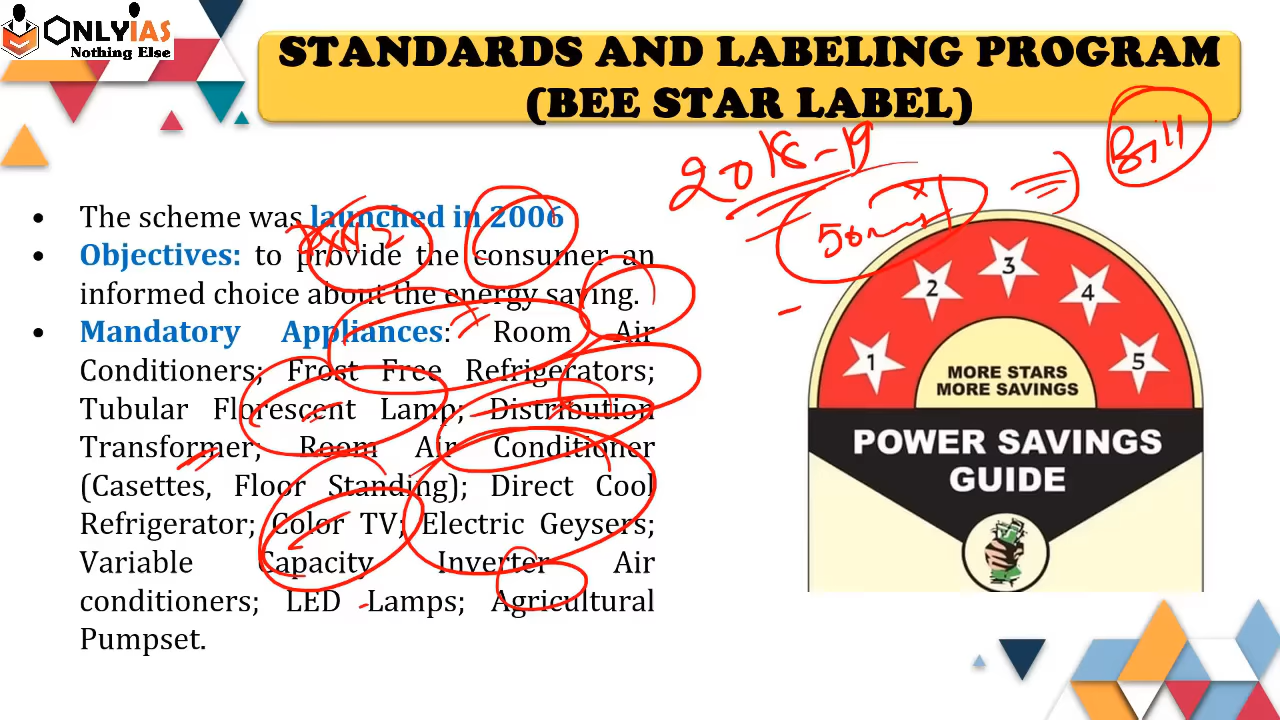 ONLYIAS
Nothing Else
STANDARDS AND LABELING PROGRAM
(BEE STAR LABEL)
2018-19
Bill
• The scheme was launched in 2006
• Objectives: to provide the consumer an
informed choice about the energy saving.
• Mandatory Appliances: Room Air
Conditioners; Frost Free Refrigerators;
Tubular Florescent Lamp; Distribution
Transformer; Room Air Conditioner
(Casettes, Floor Standing); Direct Cool
Refrigerator; Color TV; Electric Geysers;
Variable Capacity Inverter Air
conditioners; LED Lamps; Agricultural
Pumpset.
1 2 3 4 5
MORE STARS
MORE SAVINGS
POWER SAVINGS
GUIDE